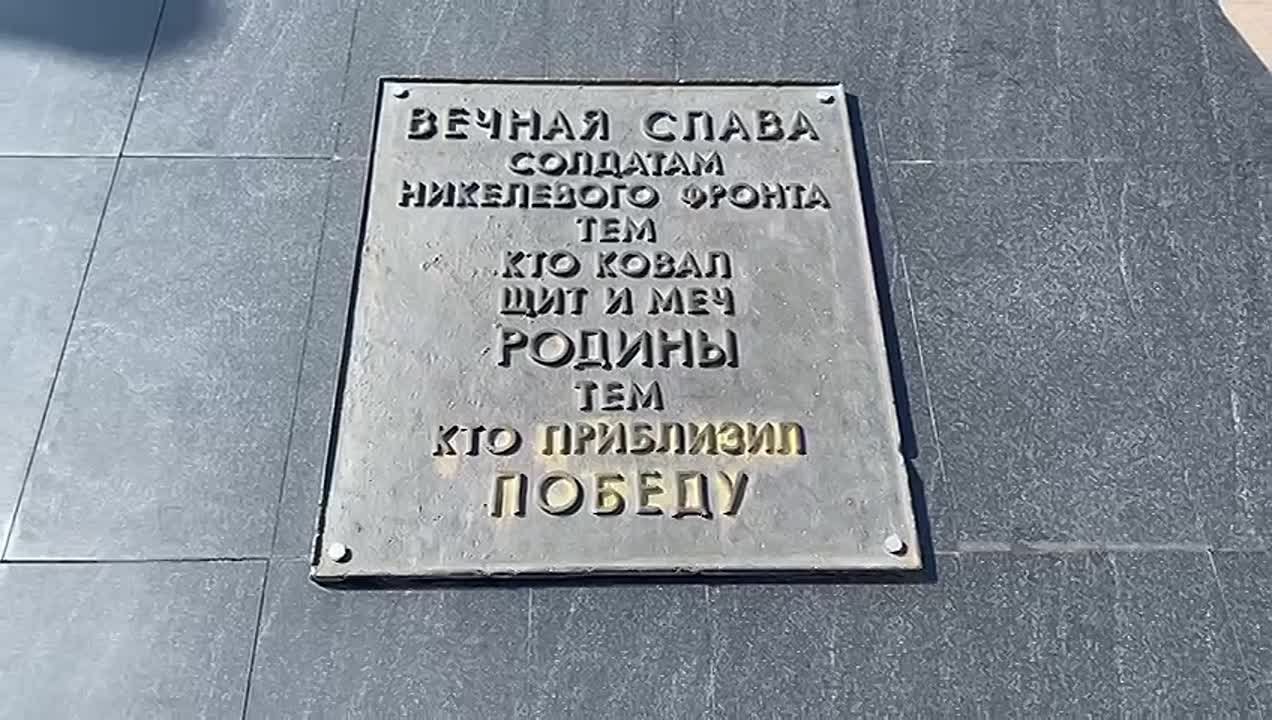 ВЕЧНАЯ СЛАВА
СОЛДАТАМ
НИКЕЛЕВОГО ФРОНТА
ТЕМ
КТО КОВАЛ
ЩИТ И МЕЧ
РОДИНЫ
ТЕМ
КТО ПРИБЛИЗИЛ
ПОБЕДУ